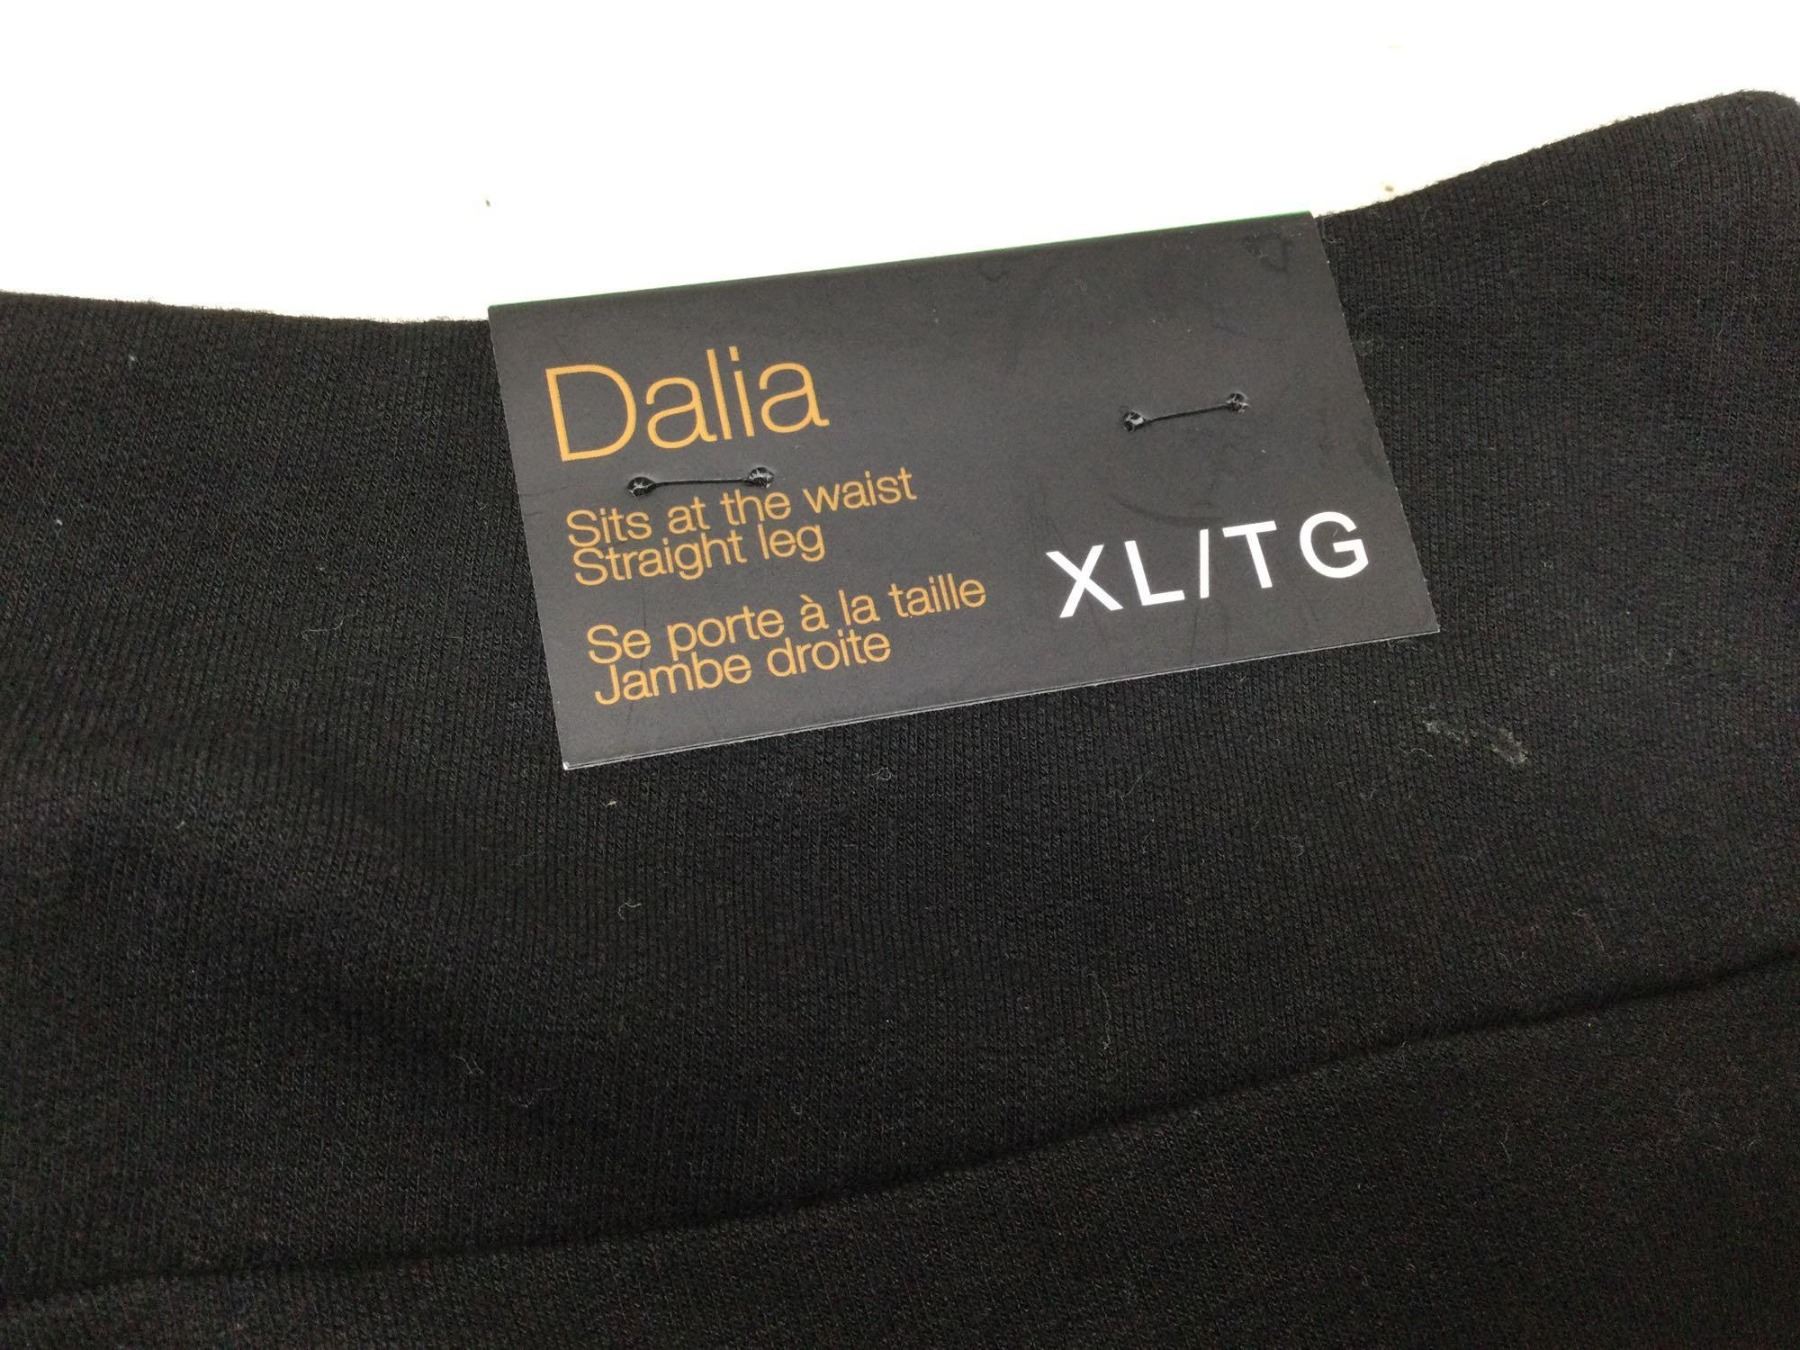 Dalia
Sits at the waist
Straight leg
Se porte à la taille
Jambe droite
XL/TG